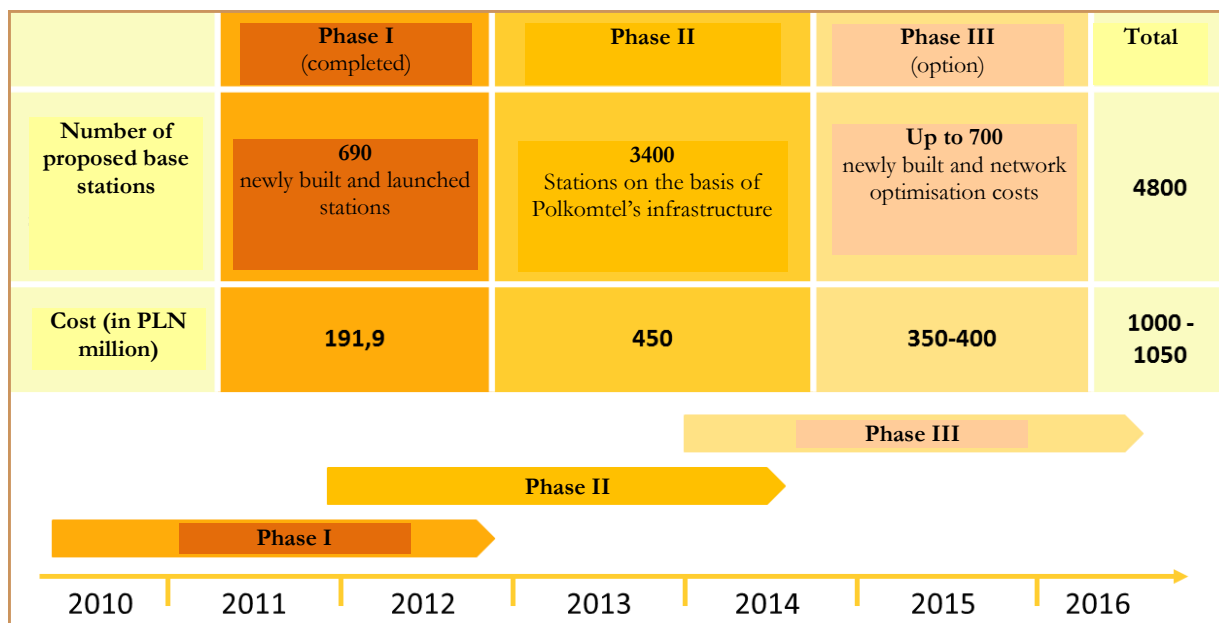 Phase I
(completed)
Phase II
Phase III
(option)
Total
Number of
proposed base
stations
690
newly built and launched
stations
3400
Stations on the basis of
Polkomtel’s infrastructure
Up to 700
newly built and network
optimisation costs
4800
Cost (in PLN
million)
191,9
450
350-400
1000 -
1050
Phase III
Phase II
Phase I
2010
2011
2012
2013
2014
2015
2016